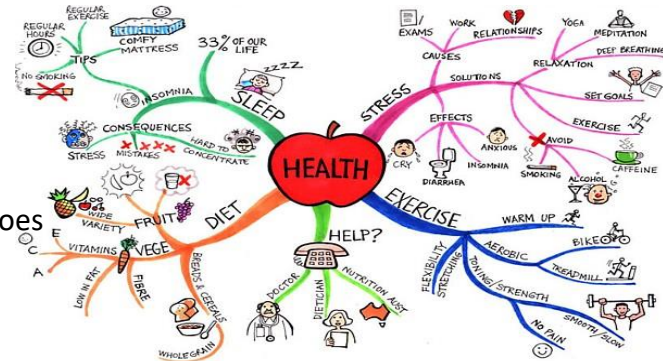 HEALTH
SLEEP
33% OF OUR
LIFE
ZZZZ
INSOMNIA
TIPS
REGULAR
EXERCISE
REGULAR
HOURS
COMFY
MATTRESS
NO SMOKING
CONSEQUENCES
STRESS
MISTAKES
HARD TO
CONCENTRATE
STRESS
CAUSES
EXAMS
WORK
RELATIONSHIPS
SOLUTIONS
RELAXATION
YOGA
MEDITATION
DEEP BREATHING
SET GOALS
EXERCISE
AVOID
SMOKING
ALCOHOL
CAFFEINE
EFFECTS
CRY
DIARRHEA
INSOMNIA
ANXIOUS
EXERCISE
WARM UP
AEROBIC
BIKE
TREADMILL
TONING/STRENGTH
SMOOTH/SLOW
NO PAIN
FLEXIBILITY
STRETCHING
HELP?
DOCTOR
DIETICIAN
NUTRITION AUST
DIET
FRUIT
WIDE
VARIETY
VEGE
VITAMINS
E
C
A
LOW IN FAT
FIBRE
BREADS & CEREALS
WHOLEGRAIN
oes